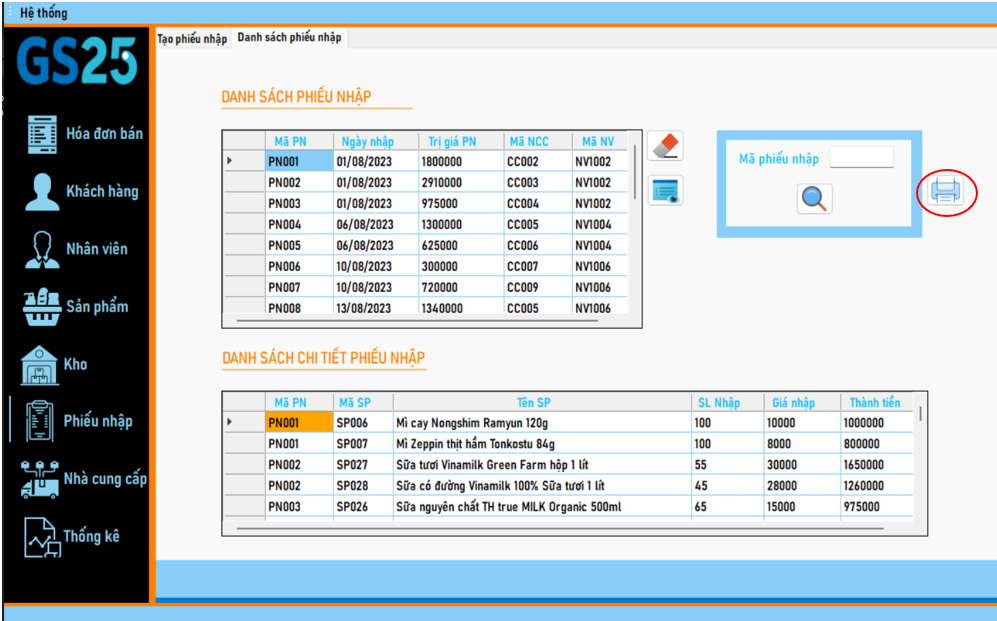 Hệ thống
GS25
Tạo phiếu nhập Danh sách phiếu nhập
Hóa đơn bán
Khách hàng
Nhân viên
Sản phẩm
Kho
Phiếu nhập
Nhà cung cấp
Thống kê
DANH SÁCH PHIẾU NHẬP
Mã PN Ngày nhập Trị giá PN Mã NCC Mã NV
PN001 01/08/2023 1800000 CC002 NV1002
PN002 01/08/2023 2910000 CC003 NV1002
PN003 01/08/2023 975000 CC004 NV1002
PN004 06/08/2023 1300000 CC005 NV1004
PN005 06/08/2023 625000 CC006 NV1004
PN006 10/08/2023 300000 CC007 NV1006
PN007 10/08/2023 720000 CC009 NV1006
PN008 13/08/2023 1340000 CC005 NV1006
Mã phiếu nhập
DANH SÁCH CHI TIẾT PHIẾU NHẬP
Mã PN Mã SP Tên SP SL Nhập Giá nhập Thành tiền
PN001 SP006 Mì cay Nongshim Ramyun 120g 100 10000 1000000
PN001 SP007 Mì Zeppin thịt hầm Tonkostu 84g 100 8000 800000
PN002 SP027 Sữa tươi Vinamilk Green Farm hộp 1 lít 55 30000 1650000
PN002 SP028 Sữa có đường Vinamilk 100% Sữa tươi 1 lít 45 28000 1260000
PN003 SP026 Sữa nguyên chất TH true MILK Organic 500ml 65 15000 975000